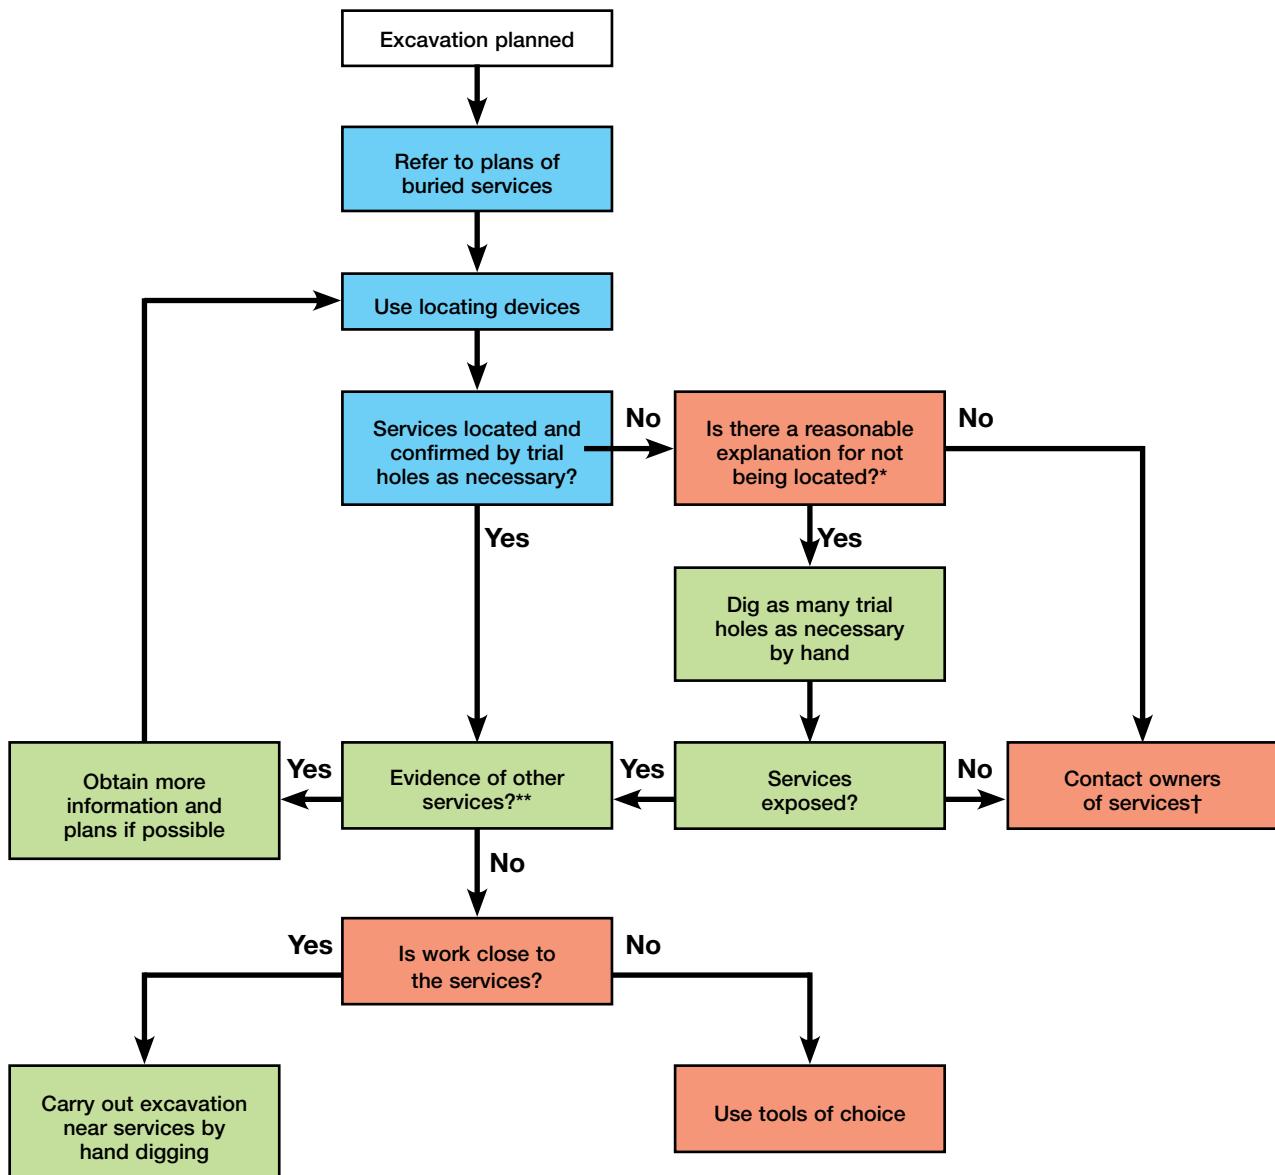 Excavation planned
Refer to plans of
buried services
Use locating devices
Services located and
confirmed by trial
holes as necessary?
No
Is there a reasonable
explanation for not
being located?*
No
Yes
Yes
Dig as many trial
holes as necessary
by hand
Obtain more
information and
plans if possible
Yes
Evidence of other
services?**
Yes
Services
exposed?
No
Contact owners
of services†
No
Yes
Is work close to
the services?
No
Carry out excavation
near services by
hand digging
Use tools of choice